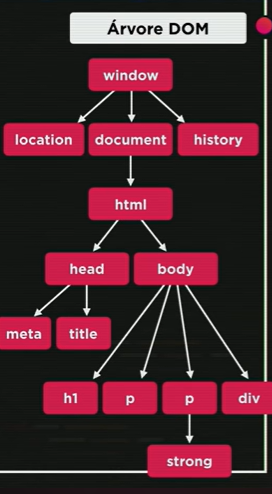 Árvore DOM
window
location document history
html
head body
meta title
h1 p p div
strong